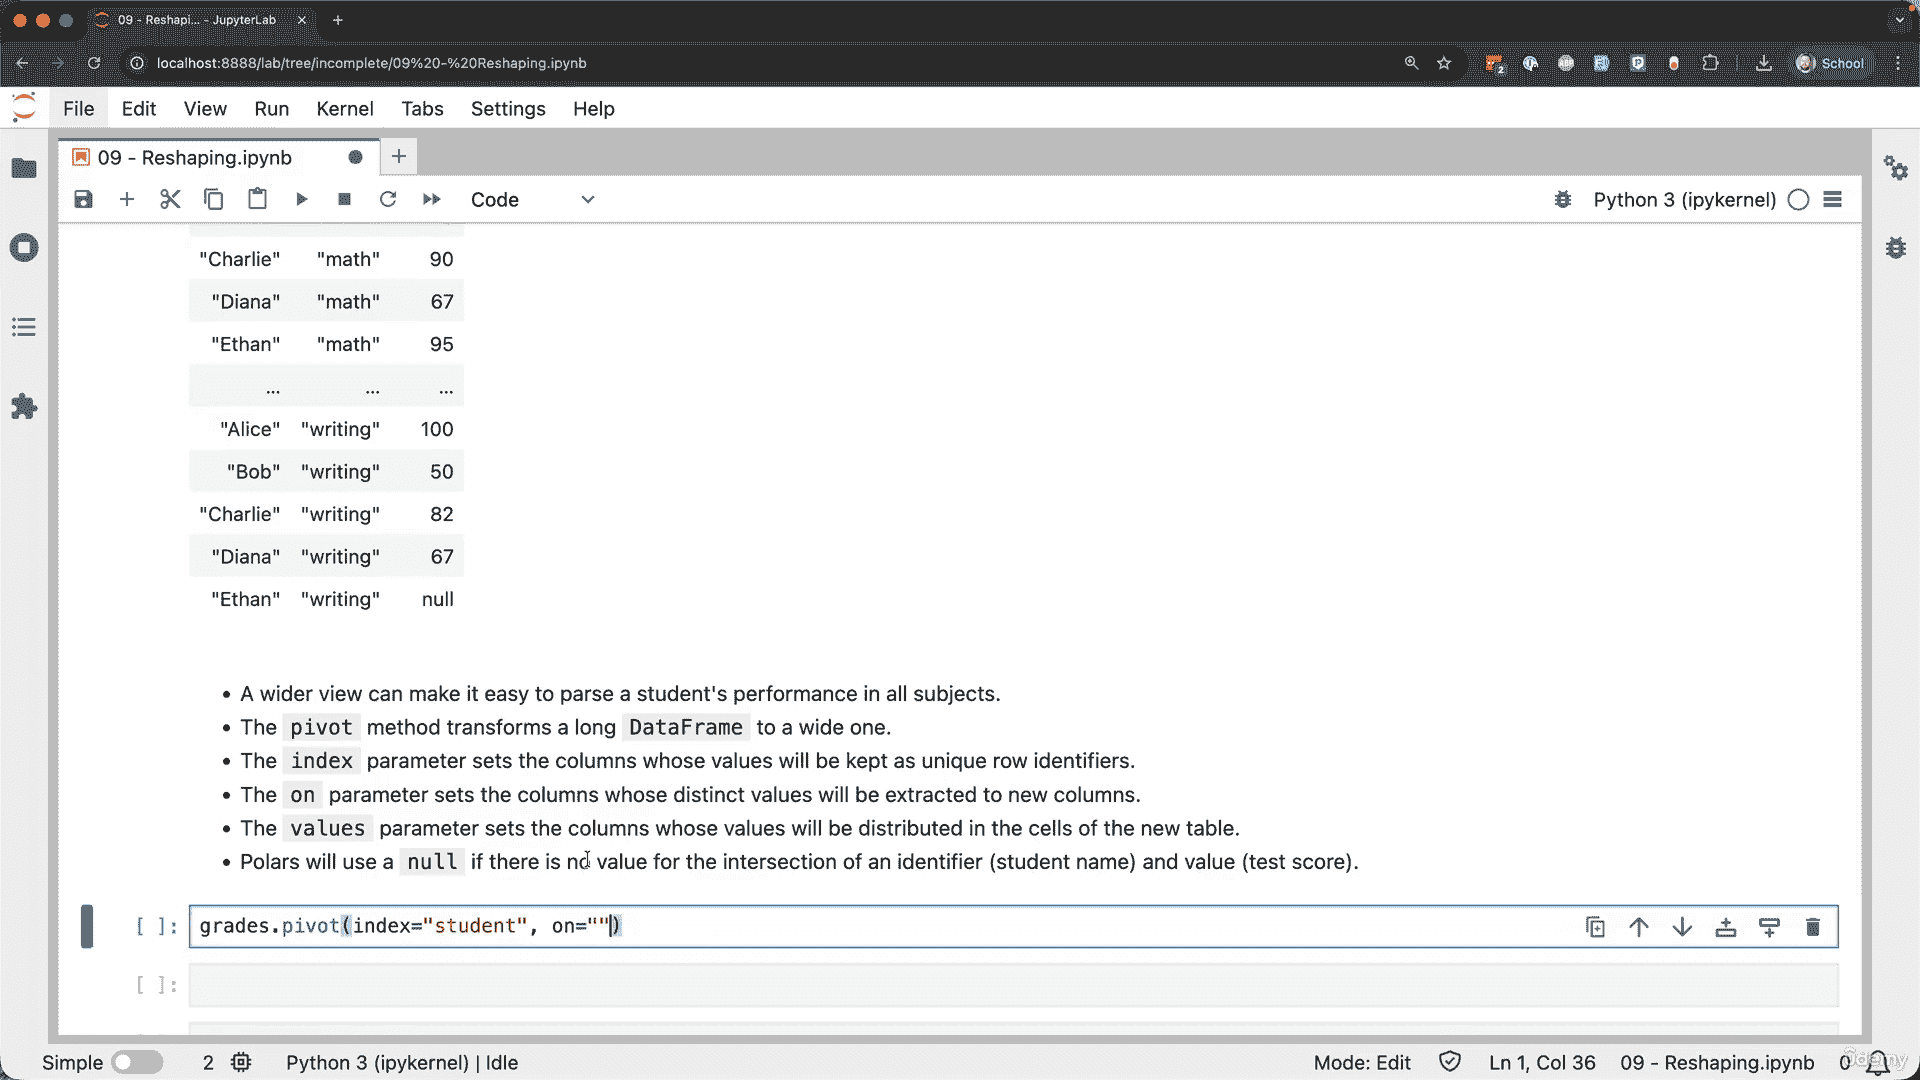 09 - Reshapi... - JupyterLab
localhost:8888/lab/tree/incomplete/09%20-%20Reshaping.ipynb
2
School
File Edit View Run Kernel Tabs Settings Help
09 - Reshaping.ipynb
Code
Python 3 (ipykernel)
"Charlie" "math" 90
"Diana" "math" 67
"Ethan" "math" 95
... ... ...
"Alice" "writing" 100
"Bob" "writing" 50
"Charlie" "writing" 82
"Diana" "writing" 67
"Ethan" "writing" null
• A wider view can make it easy to parse a student's performance in all subjects.
• The pivot method transforms a long DataFrame to a wide one.
• The index parameter sets the columns whose values will be kept as unique row identifiers.
• The on parameter sets the columns whose distinct values will be extracted to new columns.
• The values parameter sets the columns whose values will be distributed in the cells of the new table.
• Polars will use a null if there is no value for the intersection of an identifier (student name) and value (test score).
[ ]: grades.pivot(index="student", on="")
[ ]:
Simple 2 Python 3 (ipykernel) | Idle Mode: Edit Ln 1, Col 36 09 - Reshaping.ipynb 0
udemy